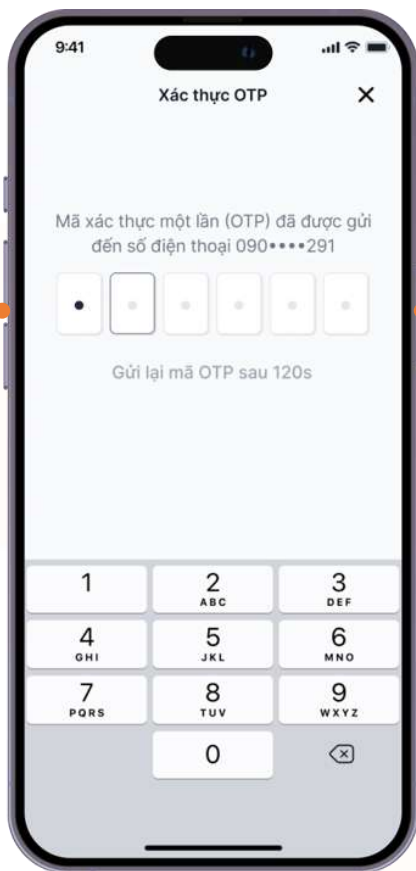 9:41
Xác thực OTP
Mã xác thực một lần (OTP) đã được gửi
đến số điện thoại 090••••291
Gửi lại mã OTP sau 120s
1 2 3
ABC DEF
4 5 6
GHI JKL MNO
7 8 9
PQRS TUV WXYZ
0